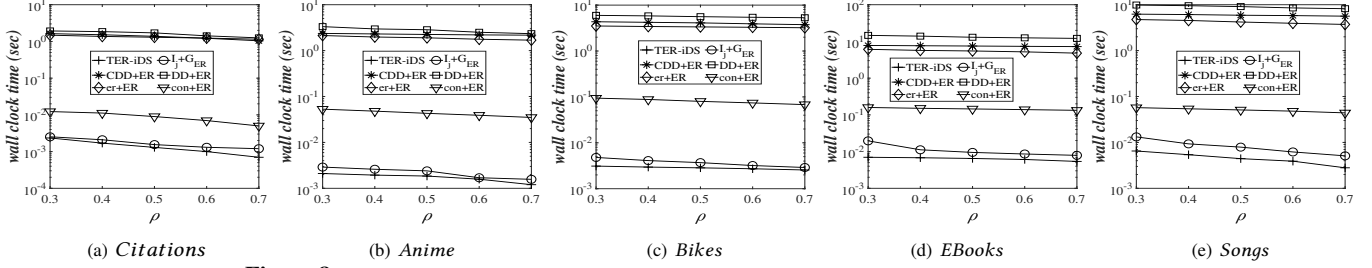 wall clock time (sec)
10^1
10^0
10^-1
10^-2
10^-3
10^-4
TER-iDS I_j+G_ER
CDD+ER DD+ER
er+ER con+ER
0.3 0.4 0.5 0.6 0.7
ρ
(a) Citations
wall clock time (sec)
10^1
10^0
10^-1
10^-2
10^-3
TER-iDS I_j+G_ER
CDD+ER DD+ER
er+ER con+ER
0.3 0.4 0.5 0.6 0.7
ρ
(b) Anime
wall clock time (sec)
10^1
10^0
10^-1
10^-2
10^-3
TER-iDS I_j+G_ER
CDD+ER DD+ER
er+ER con+ER
0.3 0.4 0.5 0.6 0.7
ρ
(c) Bikes
wall clock time (sec)
10^2
10^1
10^0
10^-1
10^-2
10^-3
TER-iDS I_j+G_ER
CDD+ER DD+ER
er+ER con+ER
0.3 0.4 0.5 0.6 0.7
ρ
(d) EBooks
wall clock time (sec)
10^1
10^0
10^-1
10^-2
10^-3
TER-iDS I_j+G_ER
CDD+ER DD+ER
er+ER con+ER
0.3 0.4 0.5 0.6 0.7
ρ
(e) Songs